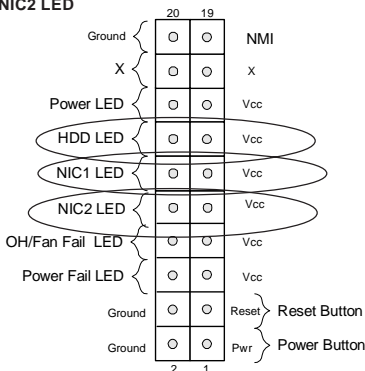 NIC2 LED
20 19
Ground NMI
X X
Power LED Vcc
HDD LED Vcc
NIC1 LED Vcc
NIC2 LED Vcc
OH/Fan Fail LED Vcc
Power Fail LED Vcc
Ground Reset Reset Button
Ground Pwr Power Button
2 1